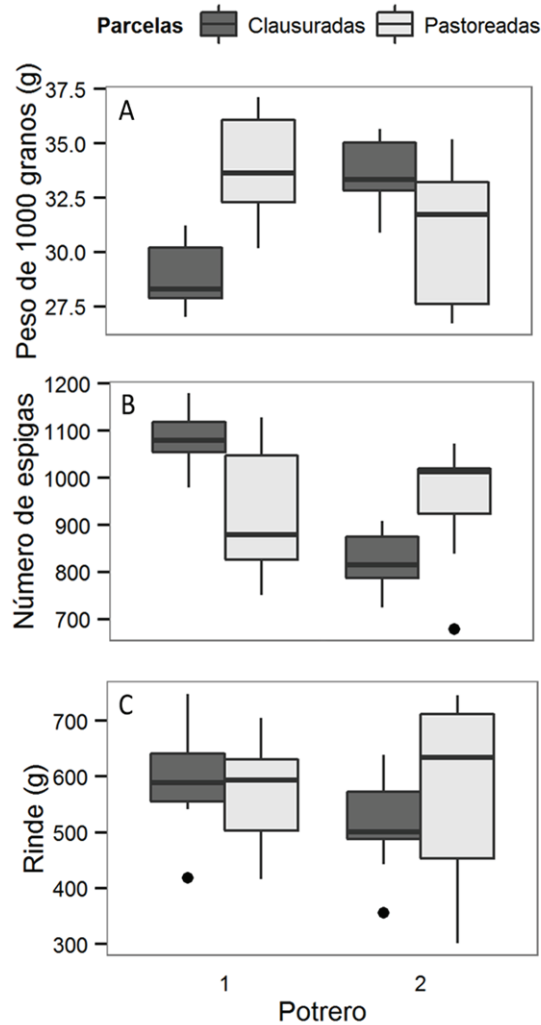 Parcelas Clausuradas Pastoreadas
A
Peso de 1000 granos (g)
37.5
35.0
32.5
30.0
27.5
B
Número de espigas
1200
1100
1000
900
800
700
C
Rinde (g)
700
600
500
400
300
1 2
Potrero